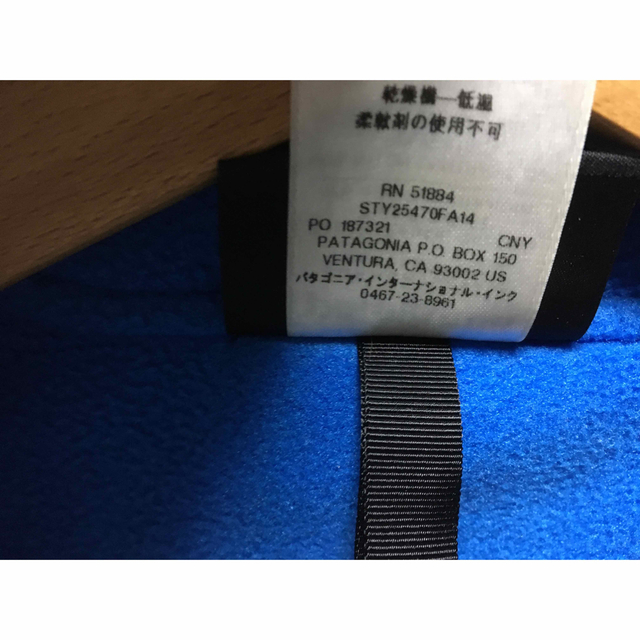 乾燥機—低温
柔軟剤の使用不可
RN 51884
STY25470FA14
PO 187321 CNY
PATAGONIA P.O. BOX 150
VENTURA, CA 93002 US
パタゴニア・インターナショナル・インク
0467-23-8961